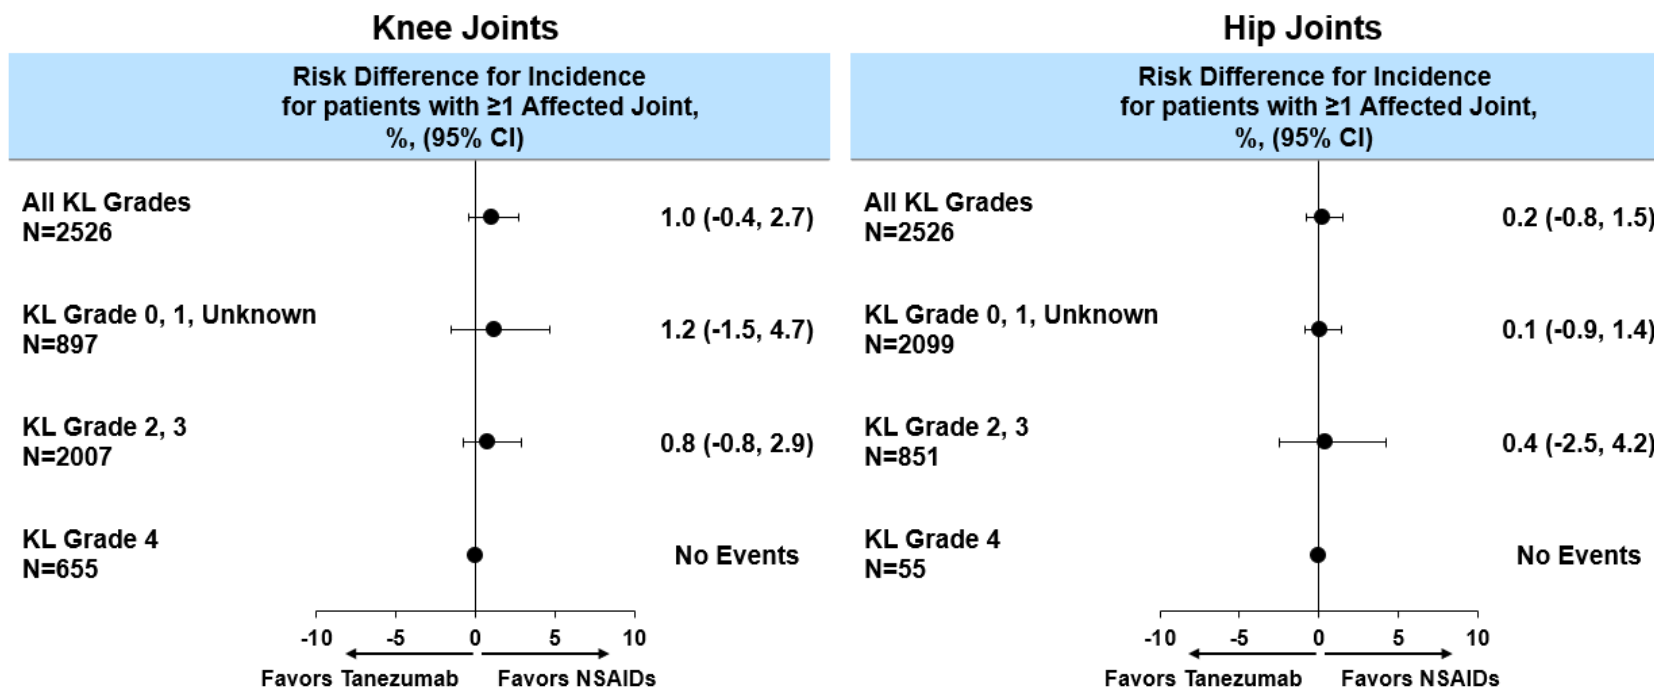 Knee Joints
Risk Difference for Incidence
for patients with ≥1 Affected Joint,
%, (95% CI)
All KL Grades
N=2526
1.0 (-0.4, 2.7)
KL Grade 0, 1, Unknown
N=897
1.2 (-1.5, 4.7)
KL Grade 2, 3
N=2007
0.8 (-0.8, 2.9)
KL Grade 4
N=655
No Events
-10 -5 0 5 10
Favors Tanezumab Favors NSAIDs
Hip Joints
Risk Difference for Incidence
for patients with ≥1 Affected Joint,
%, (95% CI)
All KL Grades
N=2526
0.2 (-0.8, 1.5)
KL Grade 0, 1, Unknown
N=2099
0.1 (-0.9, 1.4)
KL Grade 2, 3
N=851
0.4 (-2.5, 4.2)
KL Grade 4
N=55
No Events
-10 -5 0 5 10
Favors Tanezumab Favors NSAIDs